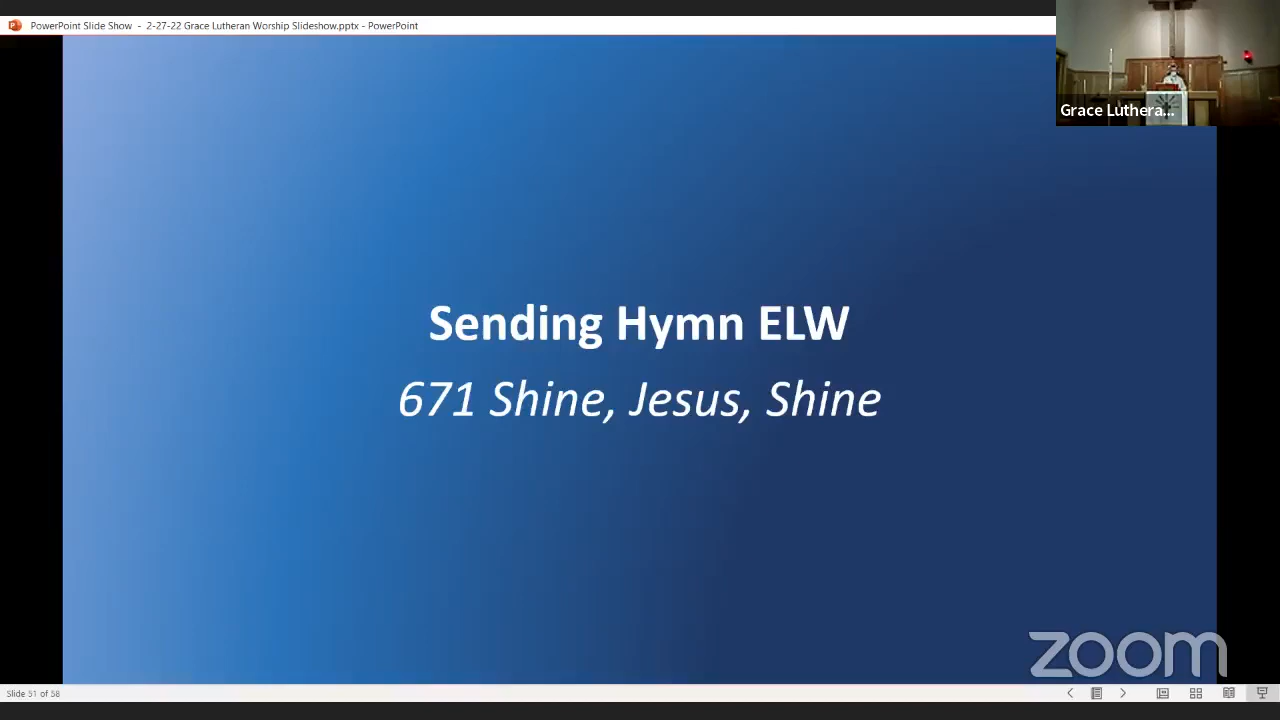 PowerPoint Slide Show - 2-27-22 Grace Lutheran Worship Slideshow.pptx - PowerPoint
Grace Luthera...
Sending Hymn ELW
671 Shine, Jesus, Shine
zoom
Slide 51 of 58